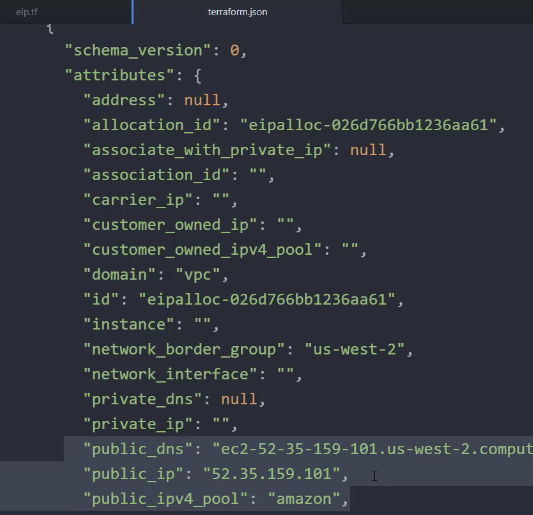 eip.tf
terraform.json
{
"schema_version": 0,
"attributes": {
"address": null,
"allocation_id": "eipalloc-026d766bb1236aa61",
"associate_with_private_ip": null,
"association_id": "",
"carrier_ip": "",
"customer_owned_ip": "",
"customer_owned_ipv4_pool": "",
"domain": "vpc",
"id": "eipalloc-026d766bb1236aa61",
"instance": "",
"network_border_group": "us-west-2",
"network_interface": "",
"private_dns": null,
"private_ip": "",
"public_dns": "ec2-52-35-159-101.us-west-2.comput
"public_ip": "52.35.159.101",
"public_ipv4_pool": "amazon",